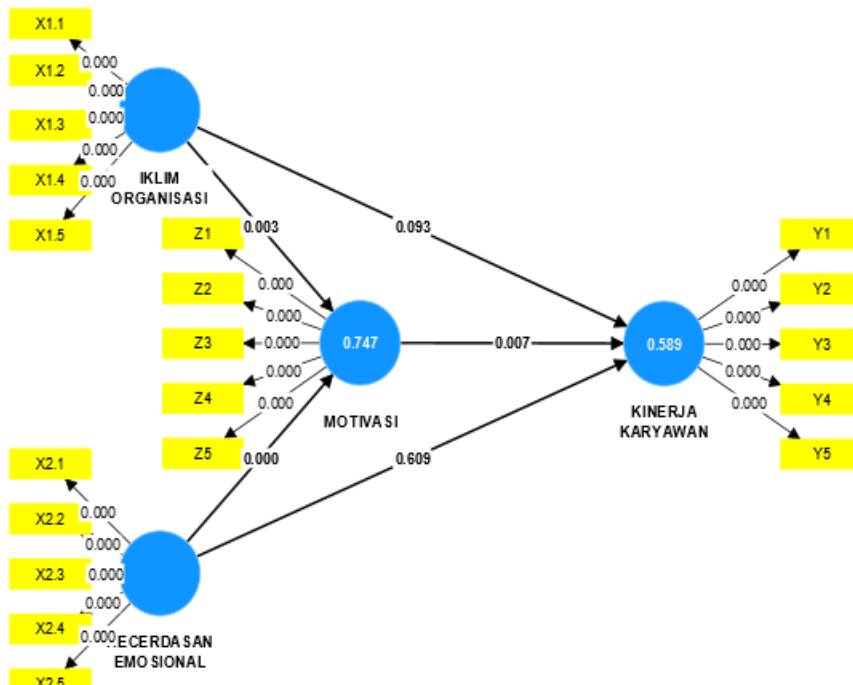 X1.1
0.000
X1.2
0.000
0.000
X1.3
0.000
X1.4
0.000
X1.5
IKLIM
ORGANISASI
0.003
0.093
Z1
0.000
Z2
0.000
Z3
0.000
Z4
0.000
0.000
Z5
0.747
MOTIVASI
0.007
0.000
0.609
0.589
KINERJA
KARYAWAN
Y1
0.000
Y2
0.000
Y3
0.000
Y4
0.000
0.000
Y5
X2.1
0.000
X2.2
0.000
X2.3
0.000
0.000
X2.4
0.000
X2.5
EMOSIONAL